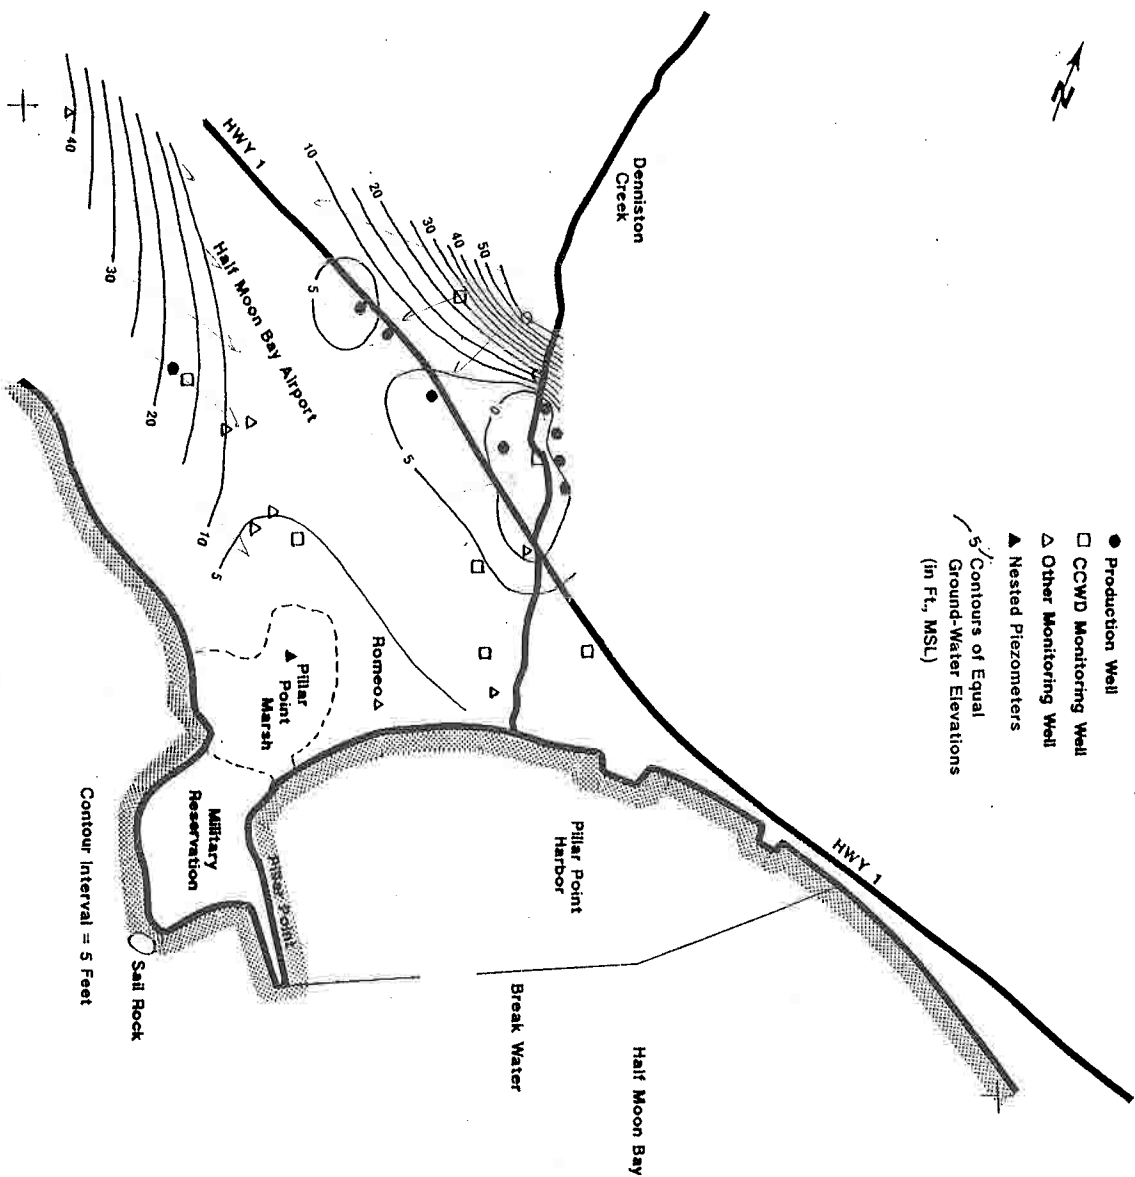 N
● Production Well
□ CCWD Monitoring Well
△ Other Monitoring Well
▲ Nested Piezometers
5 Contours of Equal
Ground-Water Elevations
(in Ft., MSL)
Denniston
Creek
HWY 1
10
20
30
40
50
5
0
5
Half Moon Bay Airport
40
30
20
10
5
Romeo
Pillar
Point
Marsh
Military
Reservation
Pillar Point
Pillar Point
Harbor
HWY 1
Sail Rock
Break Water
Half Moon Bay
Contour Interval = 5 Feet